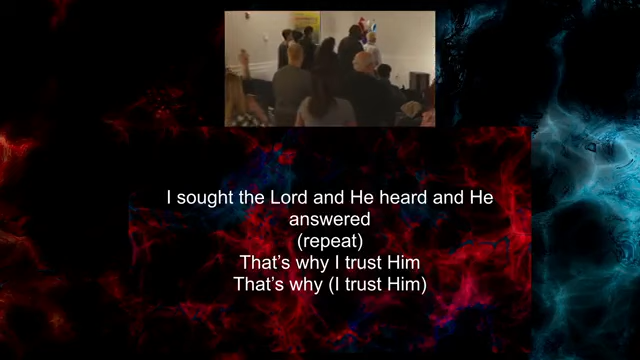 I sought the Lord and He heard and He
answered
(repeat)
That’s why I trust Him
That’s why (I trust Him)